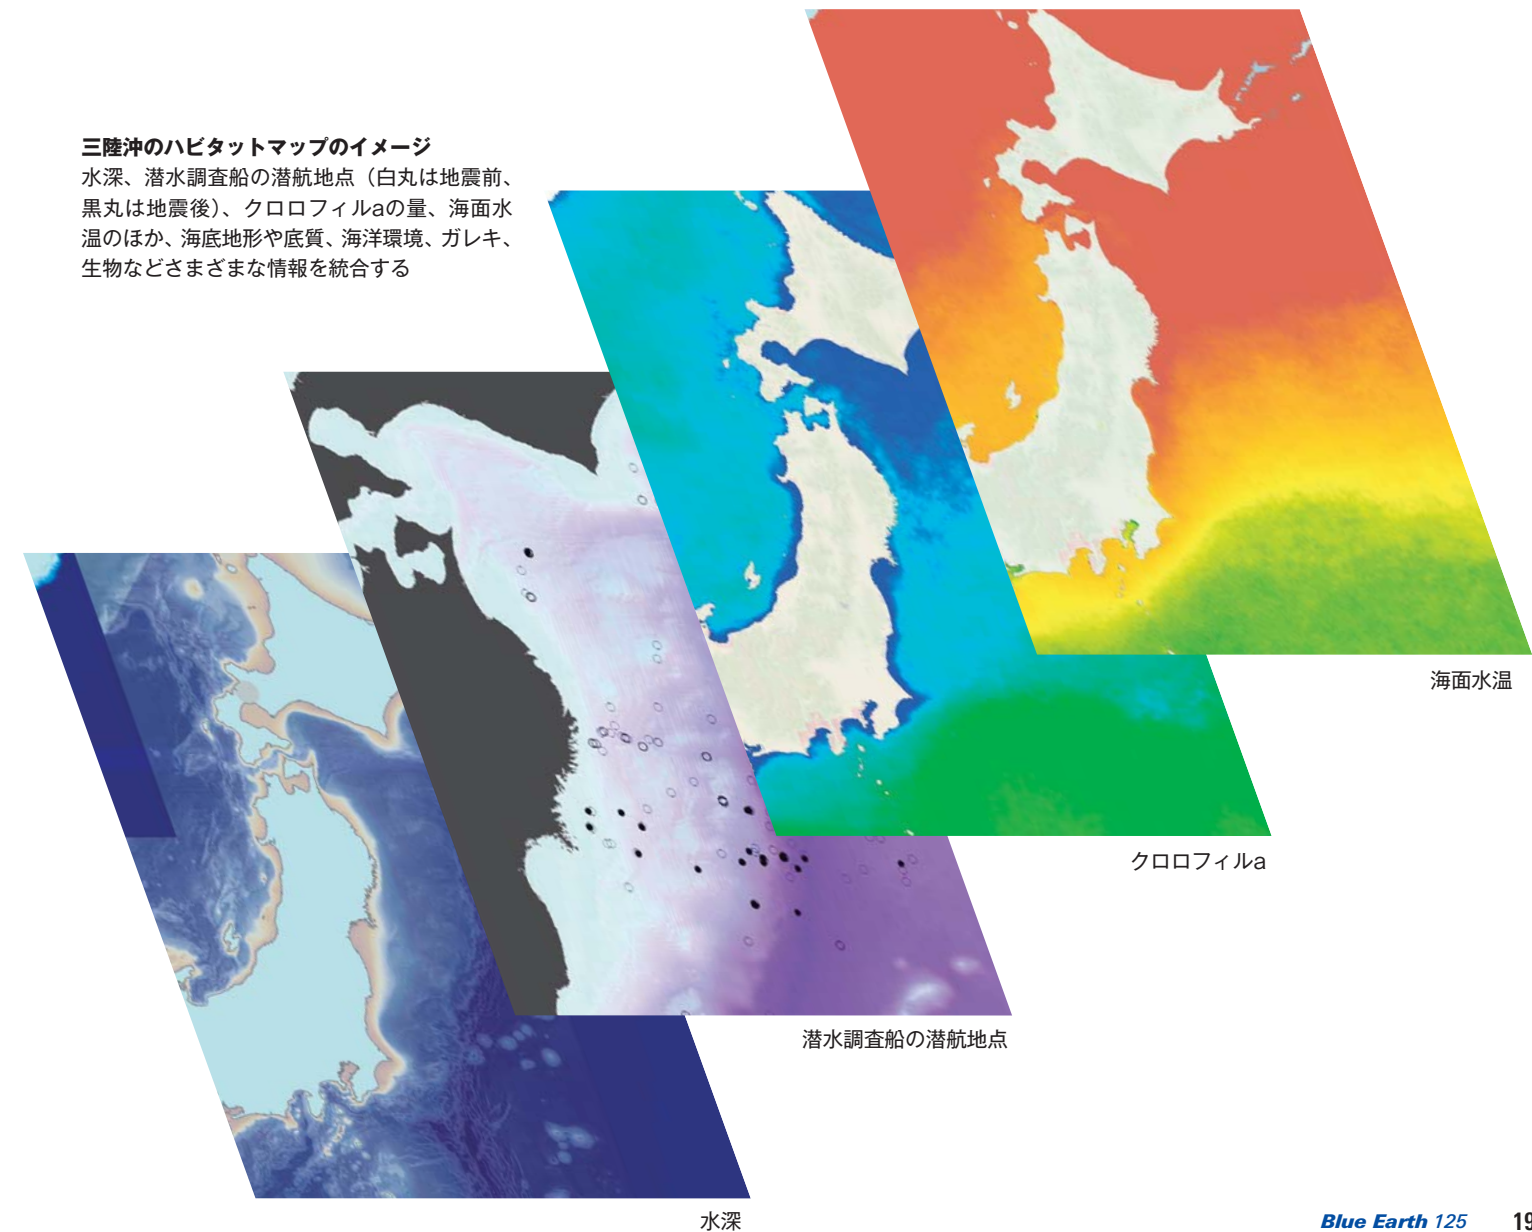 三陸沖のハビタットマップのイメージ
水深、潜水調査船の潜航地点（白丸は地震前、
黒丸は地震後）、クロロフィルaの量、海面水
温のほか、海底地形や底質、海洋環境、ガレキ、
生物などさまざまな情報を統合する
海面水温
クロロフィルa
潜水調査船の潜航地点
水深
Blue Earth 125 19